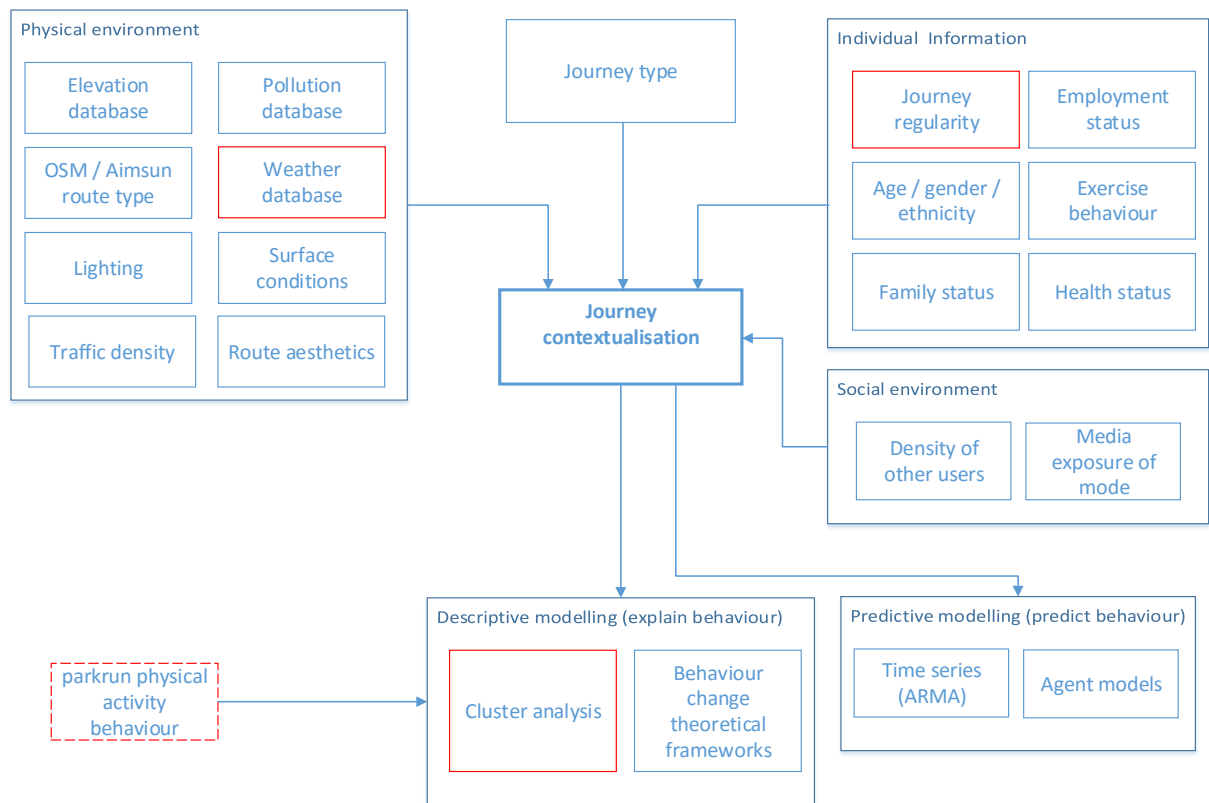 Physical environment
Elevation
database
Pollution
database
OSM / Aimsun
route type
Weather
database
Lighting
Surface
conditions
Traffic density
Route aesthetics
Journey type
Individual  Information
Journey
regularity
Employment
status
Age / gender /
ethnicity
Exercise
behaviour
Family status
Health status
Journey
contextualisation
Social environment
Density of
other users
Media
exposure of
mode
Descriptive modelling (explain behaviour)
Cluster analysis
Behaviour
change
theoretical
frameworks
Predictive modelling (predict behaviour)
Time series
(ARMA)
Agent models
parkrun physical
activity
behaviour